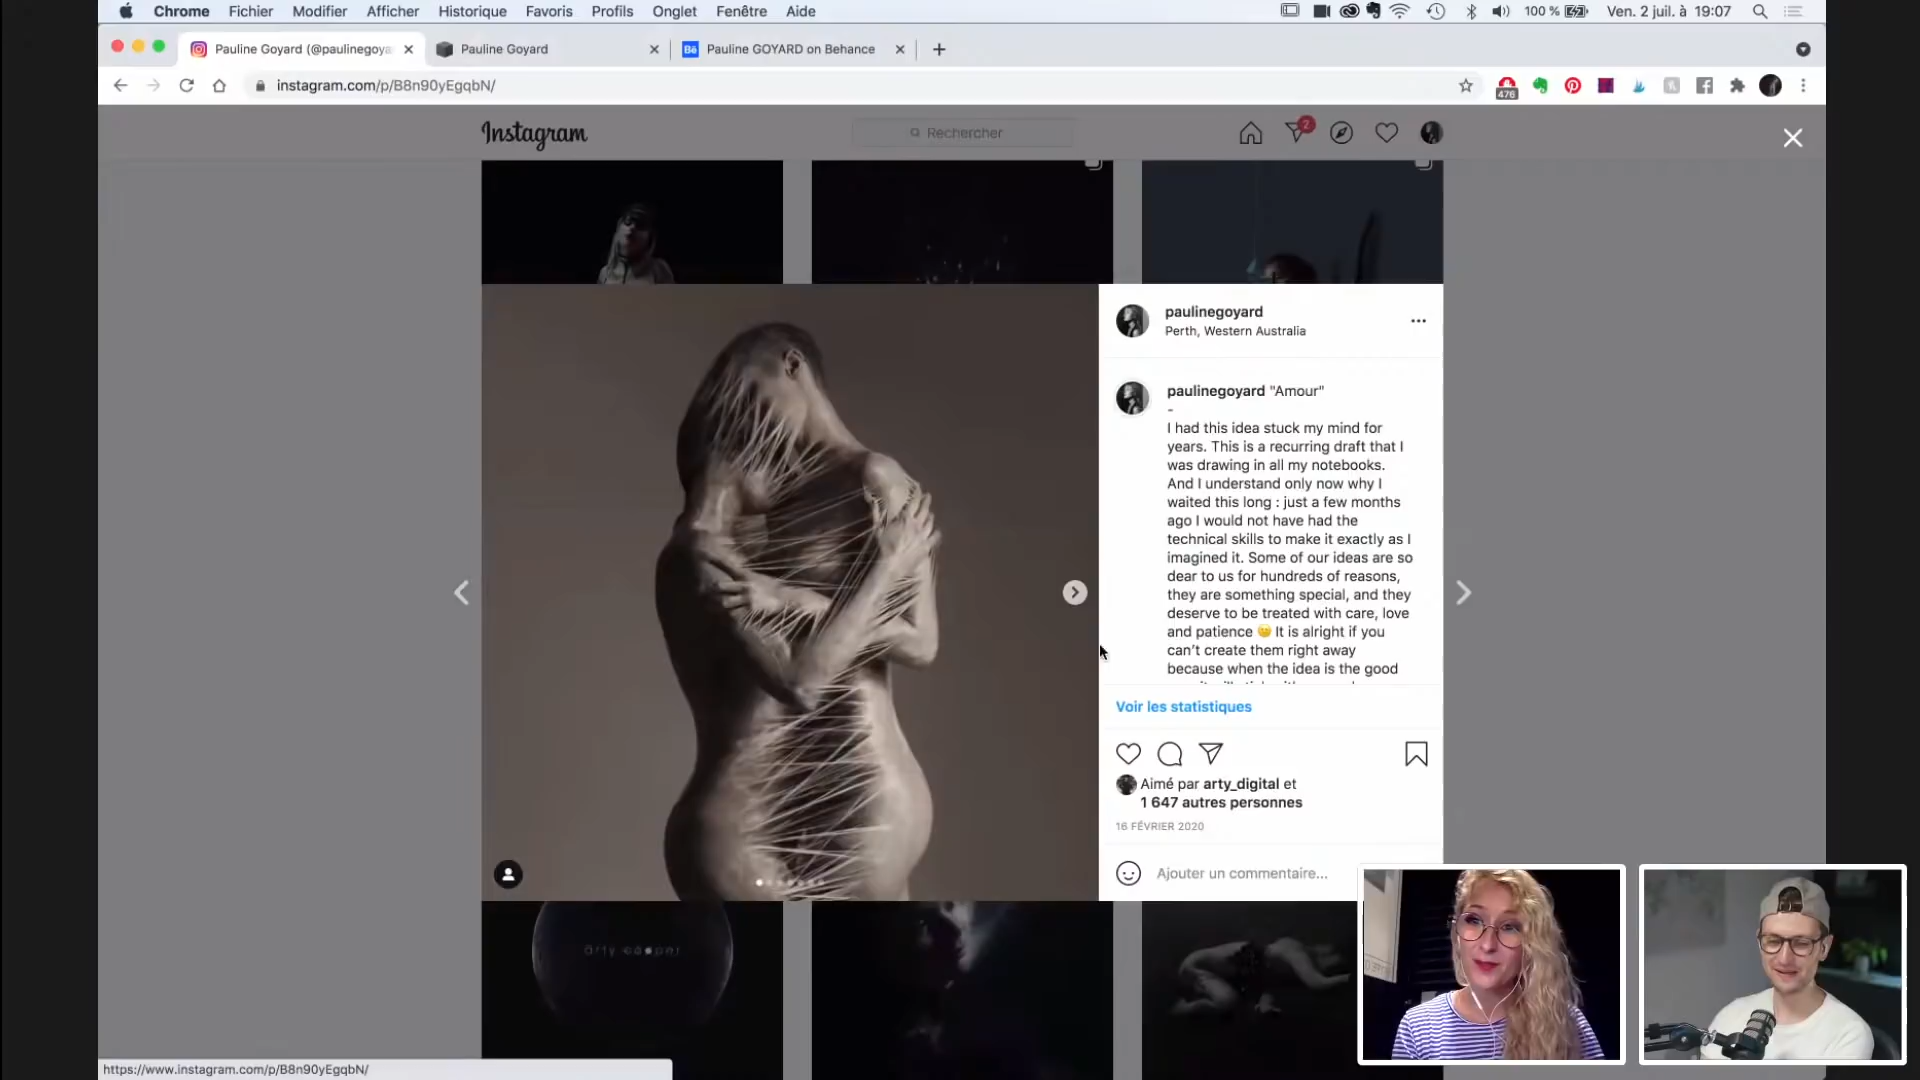 Chrome Fichier Modifier Afficher Historique Favoris Profils Onglet Fenêtre Aide 100 % Ven. 2 juil. à 19:07
Pauline Goyard (@paulinegoya
Pauline Goyard
Bē Pauline GOYARD on Behance
instagram.com/p/B8n90yEgqbN/
476
Instagram
Rechercher
2
paulinegoyard
Perth, Western Australia
paulinegoyard "Amour"
-
I had this idea stuck my mind for
years. This is a recurring draft that I
was drawing in all my notebooks.
And I understand only now why I
waited this long : just a few months
ago I would not have had the
technical skills to make it exactly as I
imagined it. Some of our ideas are so
dear to us for hundreds of reasons,
they are something special, and they
deserve to be treated with care, love
and patience It is alright if you
can't create them right away
because when the idea is the good
Voir les statistiques
Aimé par arty_digital et
1 647 autres personnes
16 FÉVRIER 2020
Ajouter un commentaire...
https://www.instagram.com/p/B8n90yEgqbN/